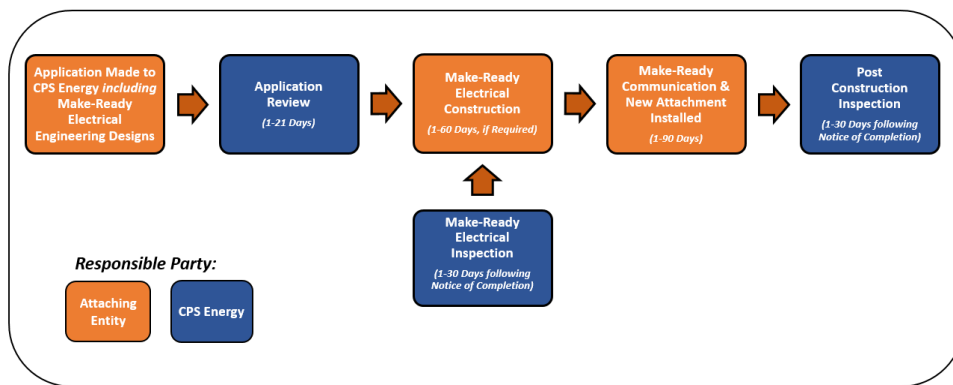 Application Made to
CPS Energy including
Make-Ready
Electrical
Engineering Designs
Application
Review
(1-21 Days)
Make-Ready
Electrical
Construction
(1-60 Days, if Required)
Make-Ready
Communication &
New Attachment
Installed
(1-90 Days)
Post
Construction
Inspection
(1-30 Days following
Notice of Completion)
Make-Ready
Electrical
Inspection
(1-30 Days following
Notice of Completion)
Responsible Party:
Attaching
Entity
CPS Energy